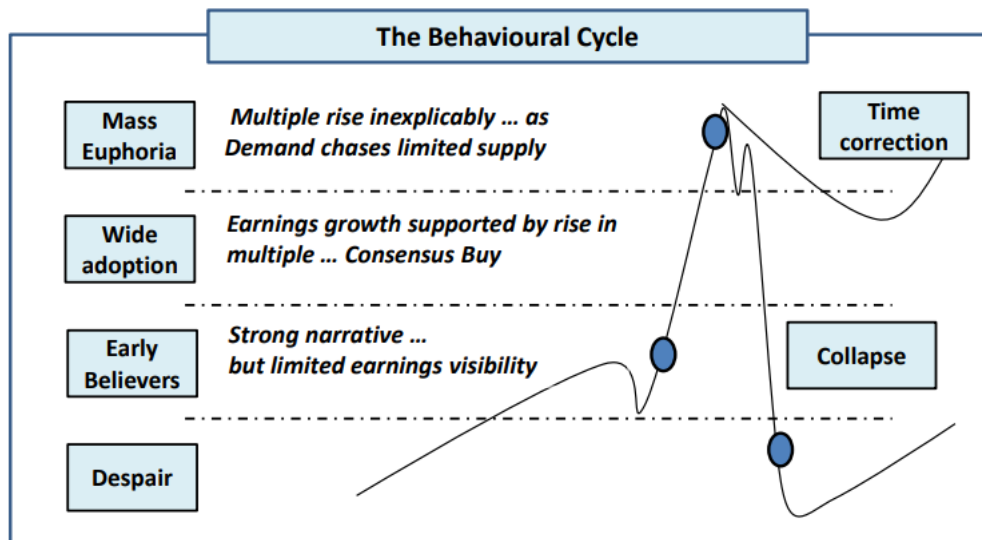 The Behavioural Cycle
Mass
Euphoria
Multiple rise inexplicably … as
Demand chases limited supply
Time
correction
Wide
adoption
Earnings growth supported by rise in
multiple … Consensus Buy
Early
Believers
Strong narrative …
but limited earnings visibility
Collapse
Despair